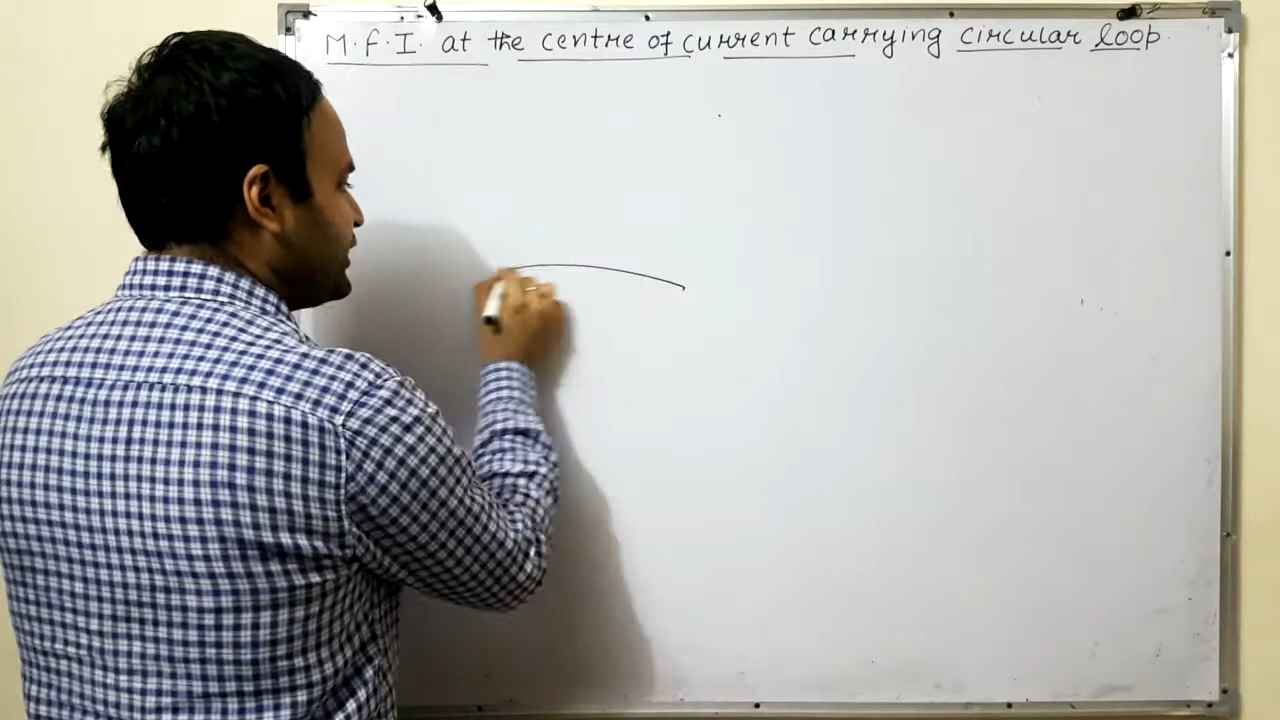 M.f.I. at the centre of current carrying circular loop.